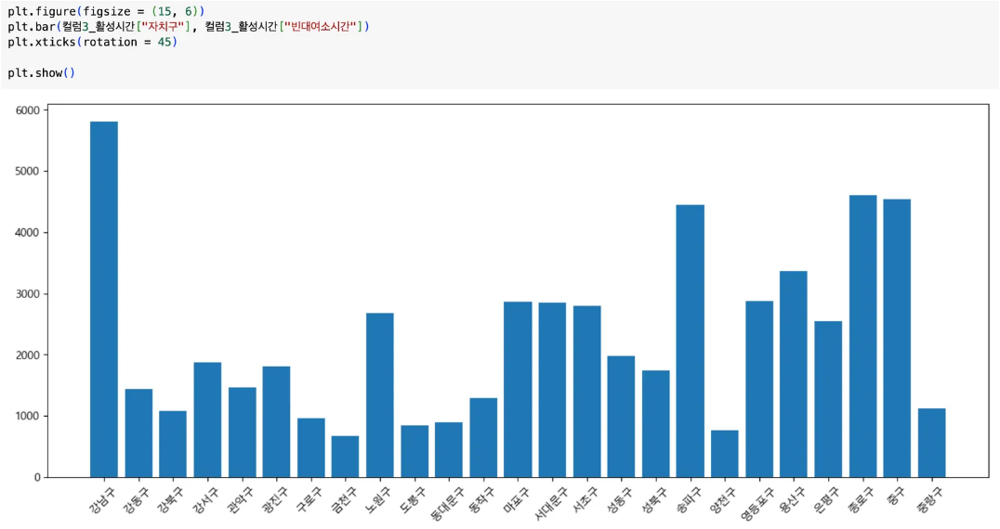 plt.figure(figsize = (15, 6))
plt.bar(컬럼3_활성시간["자치구"], 컬럼3_활성시간["빈대여소시간"])
plt.xticks(rotation = 45)
plt.show()
6000
5000
4000
3000
2000
1000
0
강남구
강동구
강북구
강서구
관악구
광진구
구로구
금천구
노원구
도봉구
동대문구
동작구
마포구
서대문구
서초구
성동구
성북구
송파구
양천구
영등포구
용산구
은평구
종로구
중구
중랑구